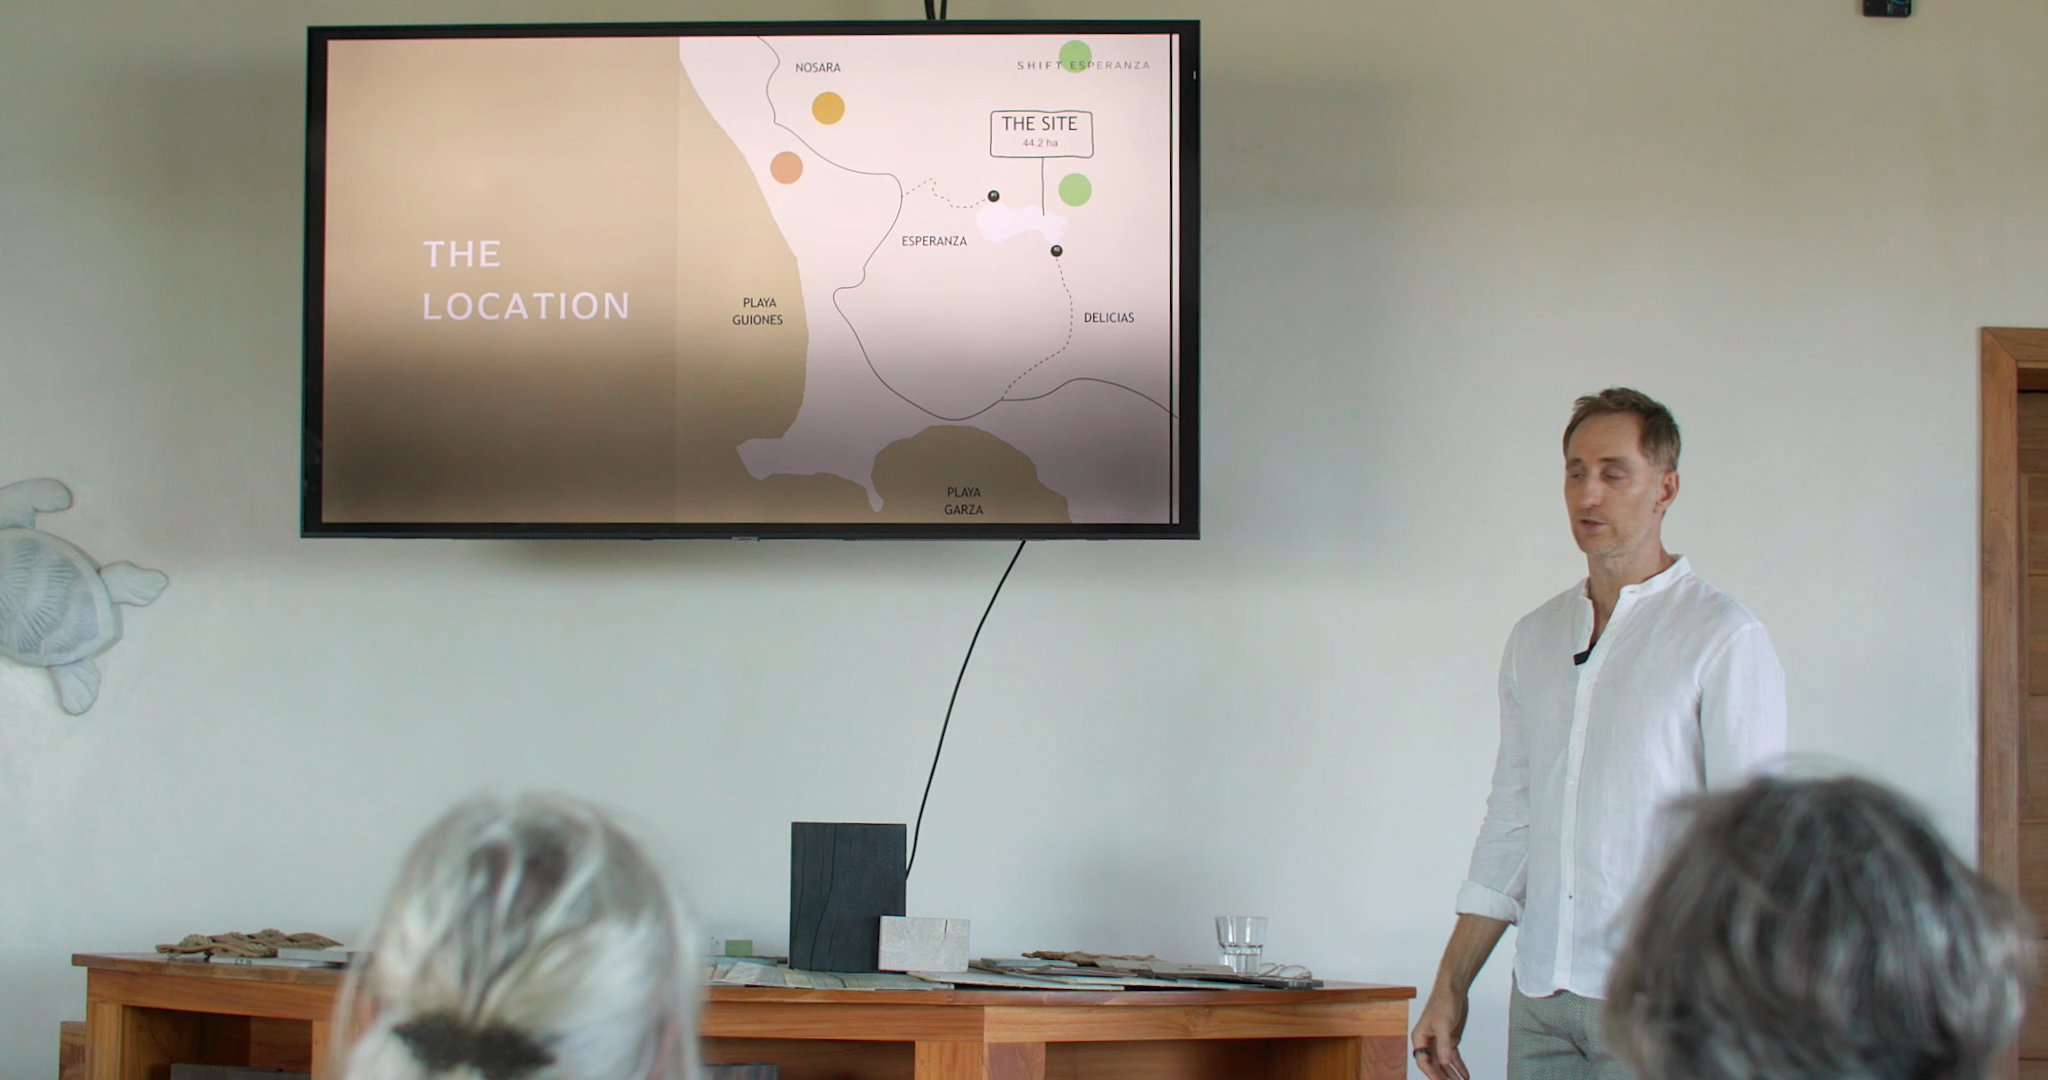 THE
LOCATION
NOSARA
SHIFT ESPERANZA
THE SITE
44.2 ha
ESPERANZA
PLAYA
GUIONES
DELICIAS
PLAYA
GARZA